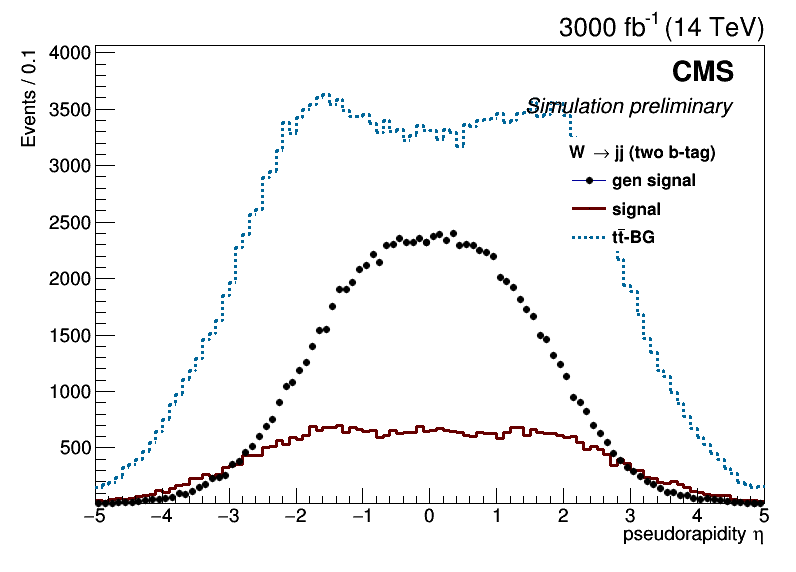 3000 fb⁻¹ (14 TeV)
CMS
Simulation preliminary
W → jj (two b-tag)
gen signal
signal
tt̄-BG
Events / 0.1
4000
3500
3000
2500
2000
1500
1000
500
−5 −4 −3 −2 −1 0 1 2 3 4 5
pseudorapidity η